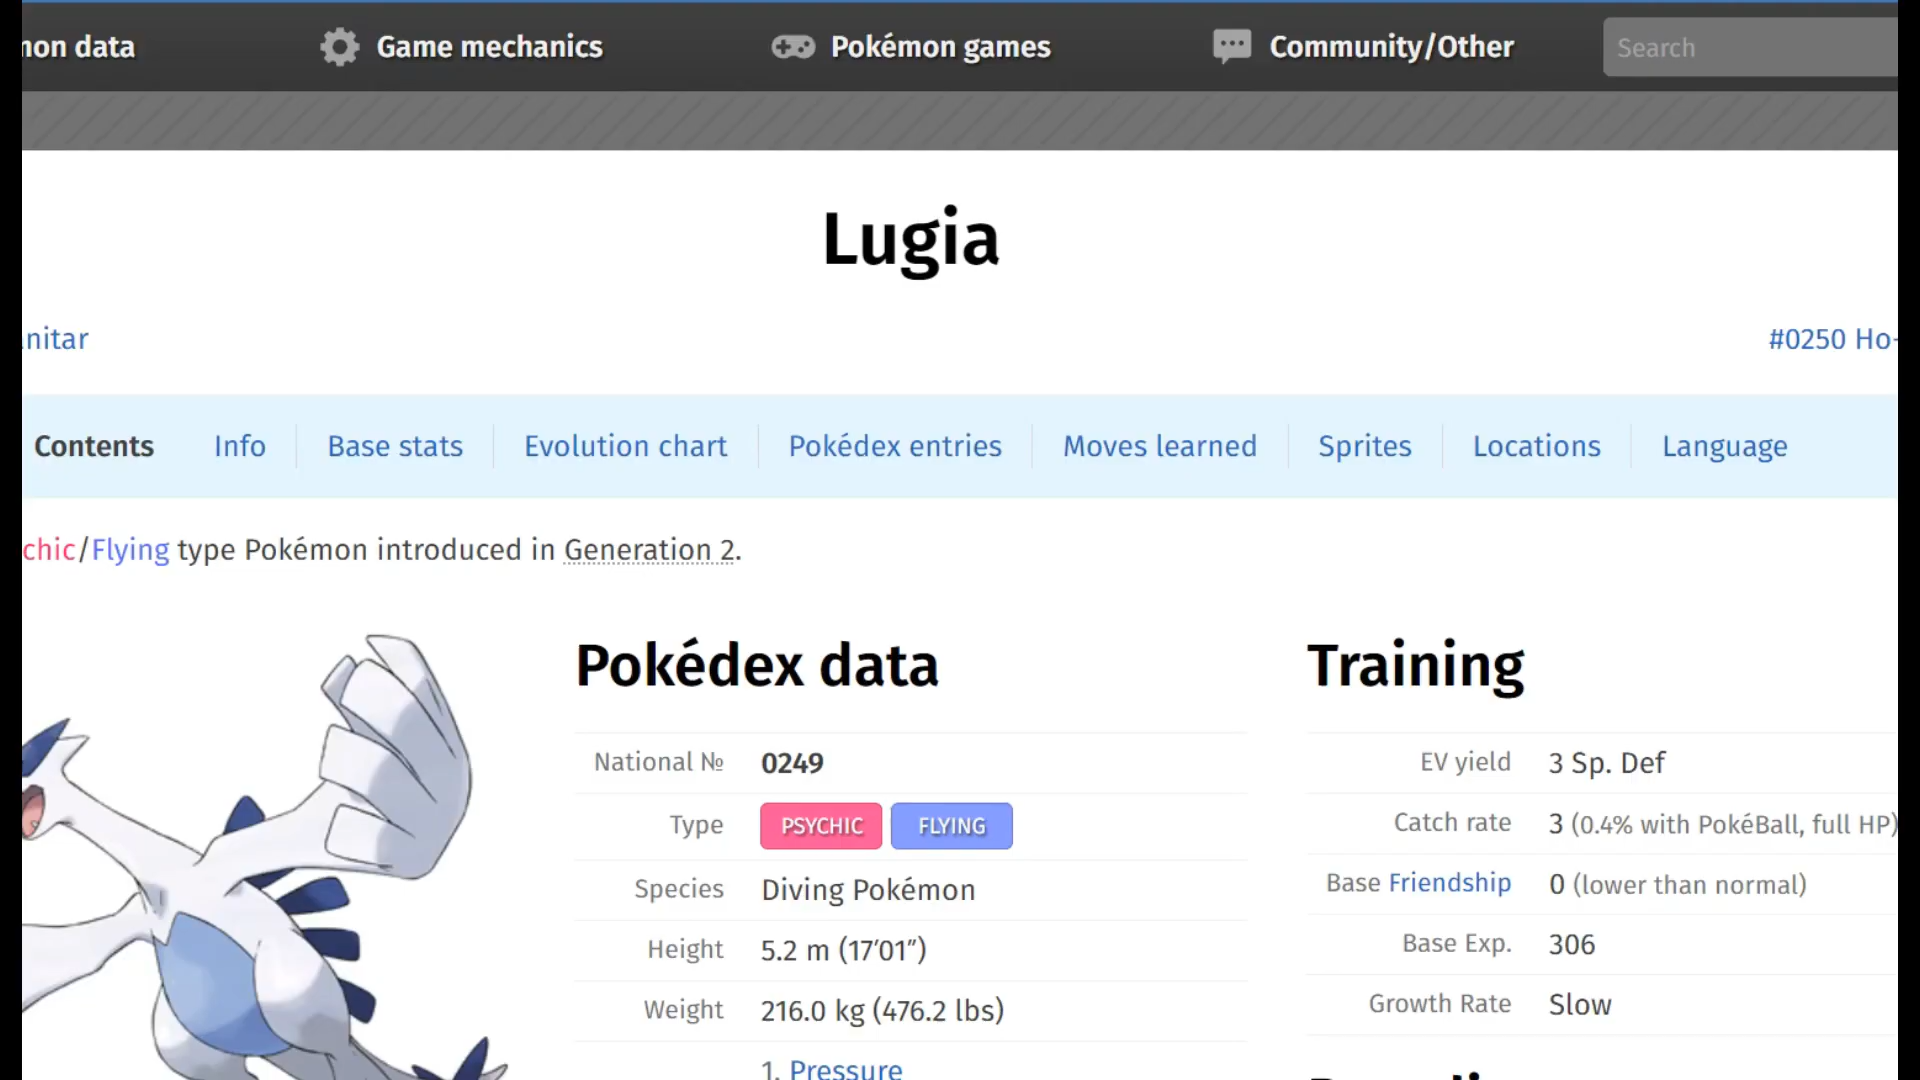 non data Game mechanics Pokémon games Community/Other Search
Lugia
nitar #0250 Ho-
Contents Info Base stats Evolution chart Pokédex entries Moves learned Sprites Locations Language
chic/Flying type Pokémon introduced in Generation 2.
Pokédex data
National № 0249
Type PSYCHIC FLYING
Species Diving Pokémon
Height 5.2 m (17′01″)
Weight 216.0 kg (476.2 lbs)
1. Pressure
Training
EV yield 3 Sp. Def
Catch rate 3 (0.4% with PokéBall, full HP)
Base Friendship 0 (lower than normal)
Base Exp. 306
Growth Rate Slow